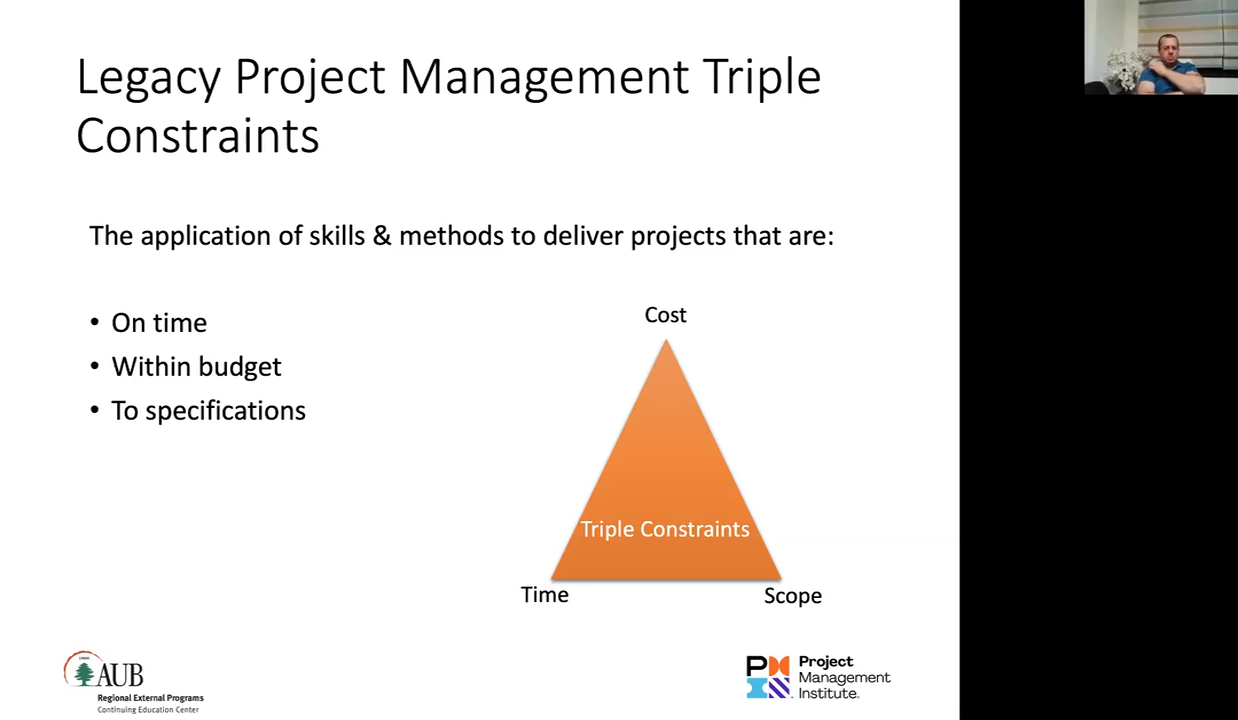 Legacy Project Management Triple
Constraints
The application of skills & methods to deliver projects that are:
• On time
• Within budget
• To specifications
Cost
Triple Constraints
Time
Scope
AUB
Regional External Programs
Continuing Education Center
Project
Management
Institute.